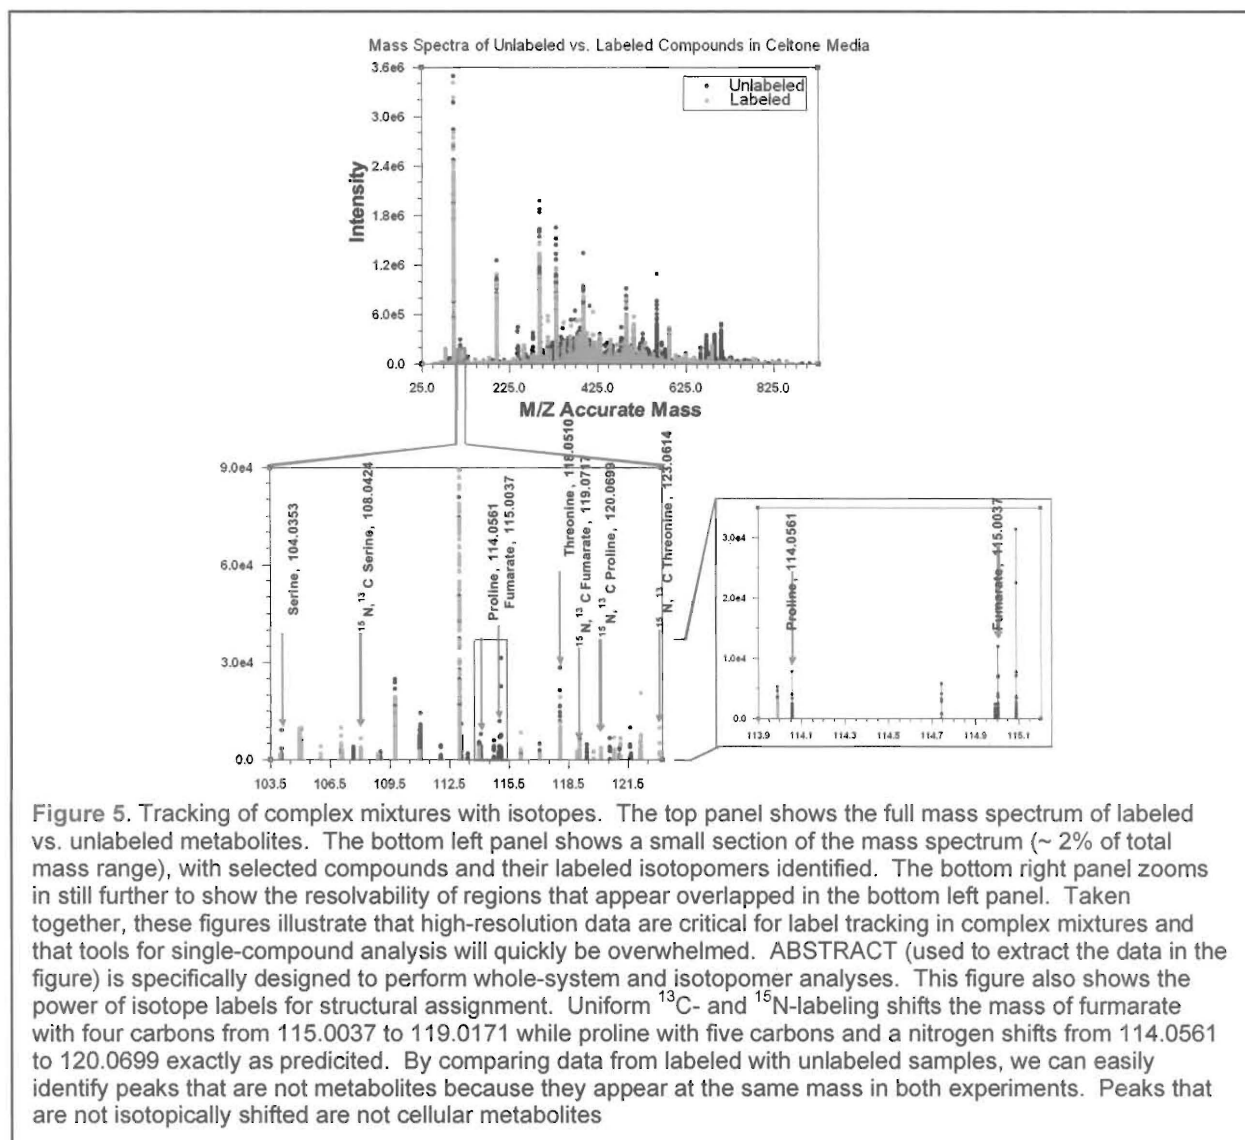 Mass Spectra of Unlabeled vs. Labeled Compounds in Celtone Media
3.6e6
3.0e6
2.4e6
1.8e6
1.2e6
6.0e5
0.0
Intensity
Unlabeled
Labeled
25.0 225.0 425.0 625.0 825.0
M/Z Accurate Mass
9.0e4
6.0e4
3.0e4
0.0
Serine, 104.0353
15 N, 13 C Serine, 108.0424
Proline, 114.0561
Fumarate, 115.0037
Threonine, 118.0510
15 N, 13 C Fumarate, 119.0717
15 N, 13 C Proline, 120.0699
15 N, 13 C Threonine, 123.0614
103.5 106.5 109.5 112.5 115.5 118.5 121.5
3.0e4
2.0e4
1.0e4
0.0
Proline, 114.0561
Fumarate, 115.0037
113.9 114.1 114.3 114.5 114.7 114.9 115.1
Figure 5. Tracking of complex mixtures with isotopes. The top panel shows the full mass spectrum of labeled
vs. unlabeled metabolites. The bottom left panel shows a small section of the mass spectrum (~ 2% of total
mass range), with selected compounds and their labeled isotopomers identified. The bottom right panel zooms
in still further to show the resolvability of regions that appear overlapped in the bottom left panel. Taken
together, these figures illustrate that high-resolution data are critical for label tracking in complex mixtures and
that tools for single-compound analysis will quickly be overwhelmed. ABSTRACT (used to extract the data in the
figure) is specifically designed to perform whole-system and isotopomer analyses. This figure also shows the
power of isotope labels for structural assignment. Uniform 13C- and 15N-labeling shifts the mass of furmarate
with four carbons from 115.0037 to 119.0171 while proline with five carbons and a nitrogen shifts from 114.0561
to 120.0699 exactly as predicited. By comparing data from labeled with unlabeled samples, we can easily
identify peaks that are not metabolites because they appear at the same mass in both experiments. Peaks that
are not isotopically shifted are not cellular metabolites